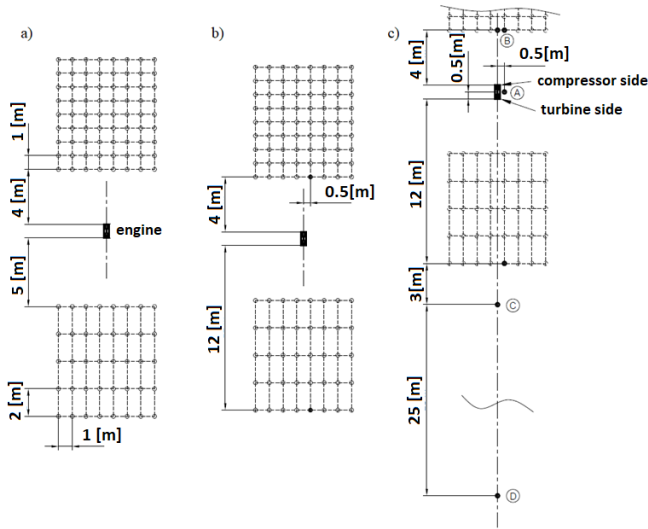 a)
1 [m]
4 [m]
engine
5 [m]
2 [m]
1 [m]
b)
0.5[m]
4 [m]
12 [m]
c)
B
4 [m]
0.5[m]
0.5[m]
compressor side
A
turbine side
12 [m]
3[m]
C
25 [m]
D